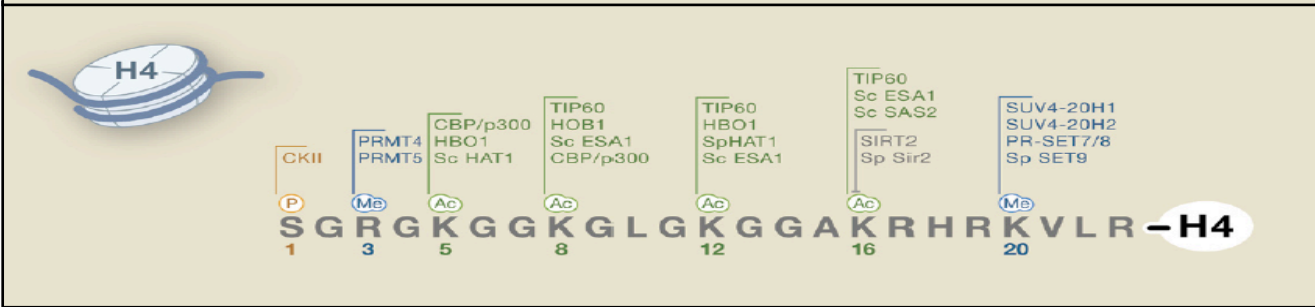 H4
TIP60
Sc ESA1
Sc SAS2
CBP/p300
HBO1
Sc HAT1
TIP60
HOB1
Sc ESA1
CBP/p300
TIP60
HBO1
SpHAT1
Sc ESA1
SUV4-20H1
SUV4-20H2
PR-SET7/8
Sp SET9
CKII
PRMT4
PRMT5
SIRT2
Sp Sir2
P Me Ac Ac Ac Ac Me
S G R G K G G K G L G K G G A K R H R K V L R – H4
1 3 5 8 12 16 20